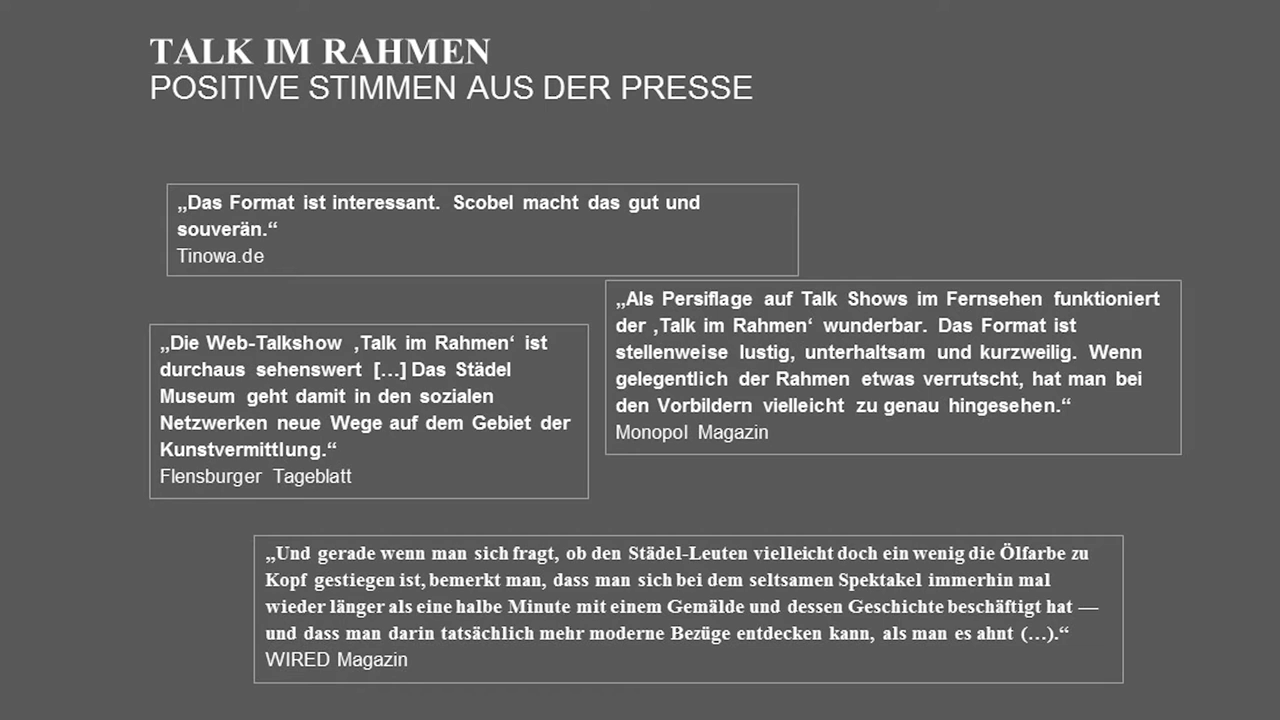 TALK IM RAHMEN
POSITIVE STIMMEN AUS DER PRESSE
„Das Format ist interessant. Scobel macht das gut und
souverän.“
Tinowa.de
„Die Web-Talkshow ‚Talk im Rahmen‘ ist
durchaus sehenswert [...] Das Städel
Museum geht damit in den sozialen
Netzwerken neue Wege auf dem Gebiet der
Kunstvermittlung.“
Flensburger Tageblatt
„Als Persiflage auf Talk Shows im Fernsehen funktioniert
der ‚Talk im Rahmen‘ wunderbar. Das Format ist
stellenweise lustig, unterhaltsam und kurzweilig. Wenn
gelegentlich der Rahmen etwas verrutscht, hat man bei
den Vorbildern vielleicht zu genau hingesehen.“
Monopol Magazin
„Und gerade wenn man sich fragt, ob den Städel-Leuten vielleicht doch ein wenig die Ölfarbe zu
Kopf gestiegen ist, bemerkt man, dass man sich bei dem seltsamen Spektakel immerhin mal
wieder länger als eine halbe Minute mit einem Gemälde und dessen Geschichte beschäftigt hat —
und dass man darin tatsächlich mehr moderne Bezüge entdecken kann, als man es ahnt (…).“
WIRED Magazin